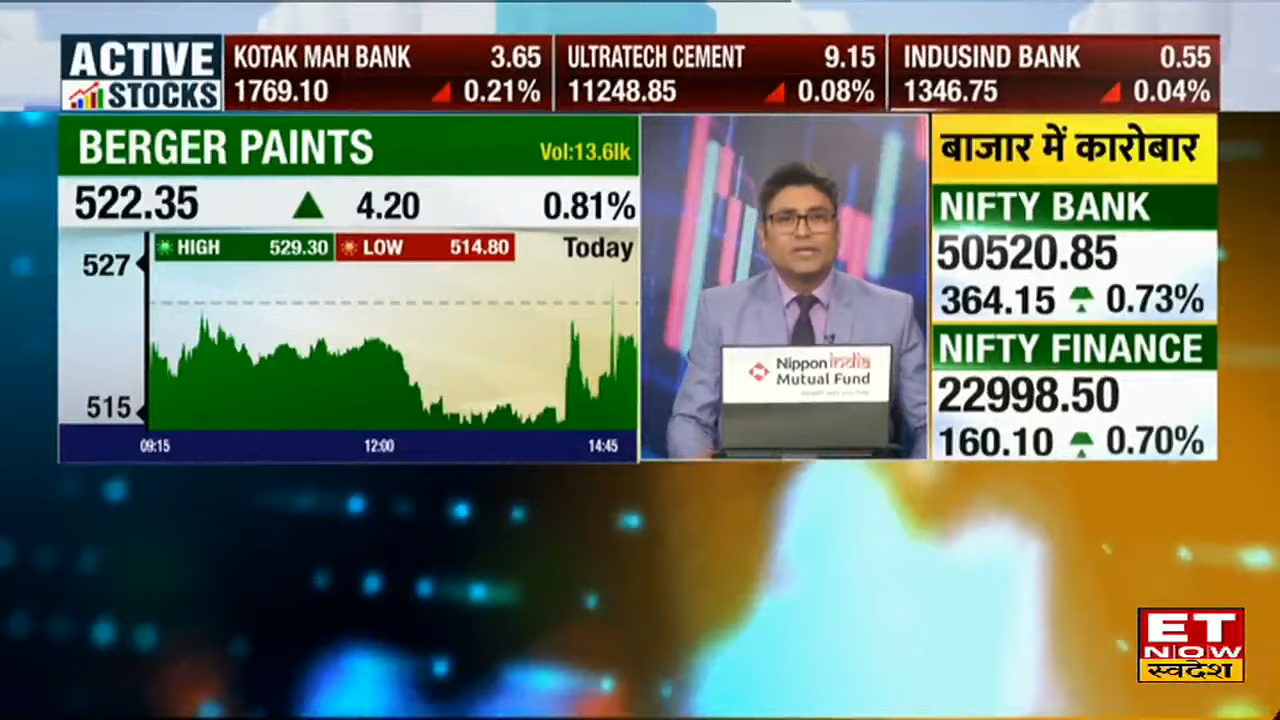 ACTIVE STOCKS
KOTAK MAH BANK 3.65
1769.10 0.21%
ULTRATECH CEMENT 9.15
11248.85 0.08%
INDUSIND BANK 0.55
1346.75 0.04%
BERGER PAINTS Vol:13.6lk
522.35 4.20 0.81%
HIGH 529.30 LOW 514.80 Today
527
515
09:15 12:00 14:45
Nippon india
Mutual Fund
बाजार में कारोबार
NIFTY BANK
50520.85
364.15 0.73%
NIFTY FINANCE
22998.50
160.10 0.70%
ET
NOW
स्वदेश